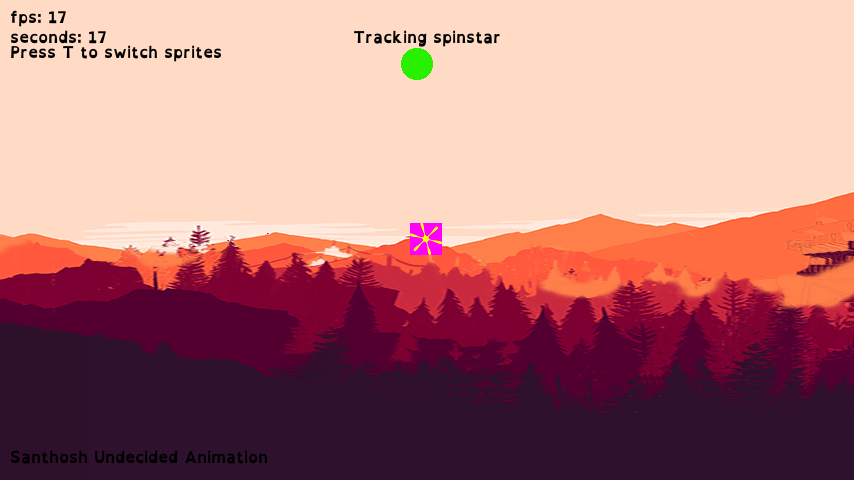 fps: 17
seconds: 17
Press T to switch sprites
Tracking spinstar
Santhosh Undecided Animation